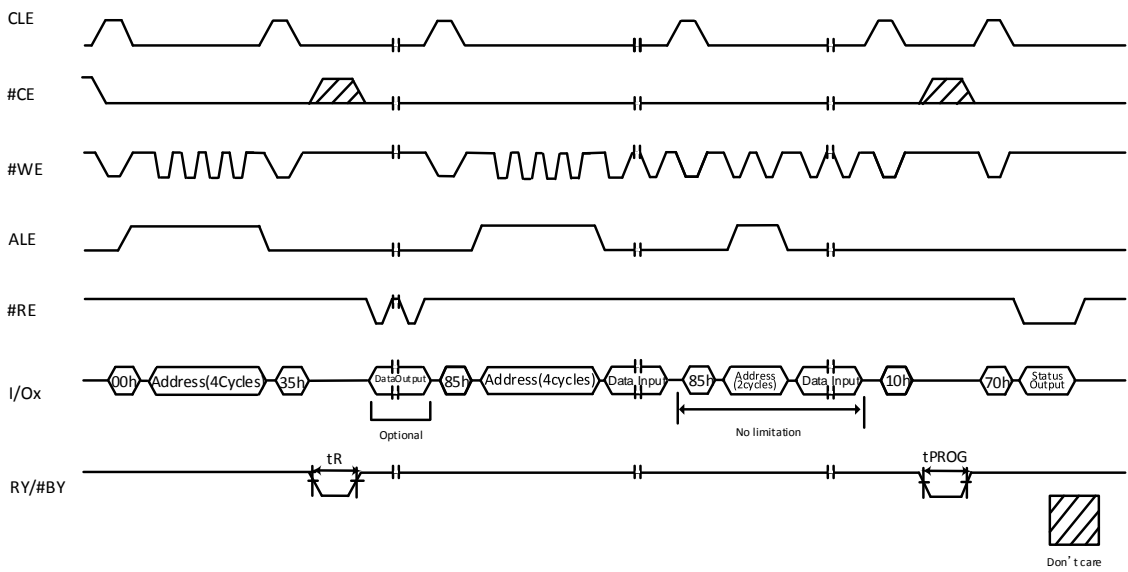 CLE
#CE
#WE
ALE
#RE
I/Ox
00h Address(4Cycles) 35h DataOutput 85h Address(4cycles) Data Input 85h Address (2cycles) Data Input 10h 70h Status Output
Optional
No limitation
tR
tPROG
RY/#BY
Don't care